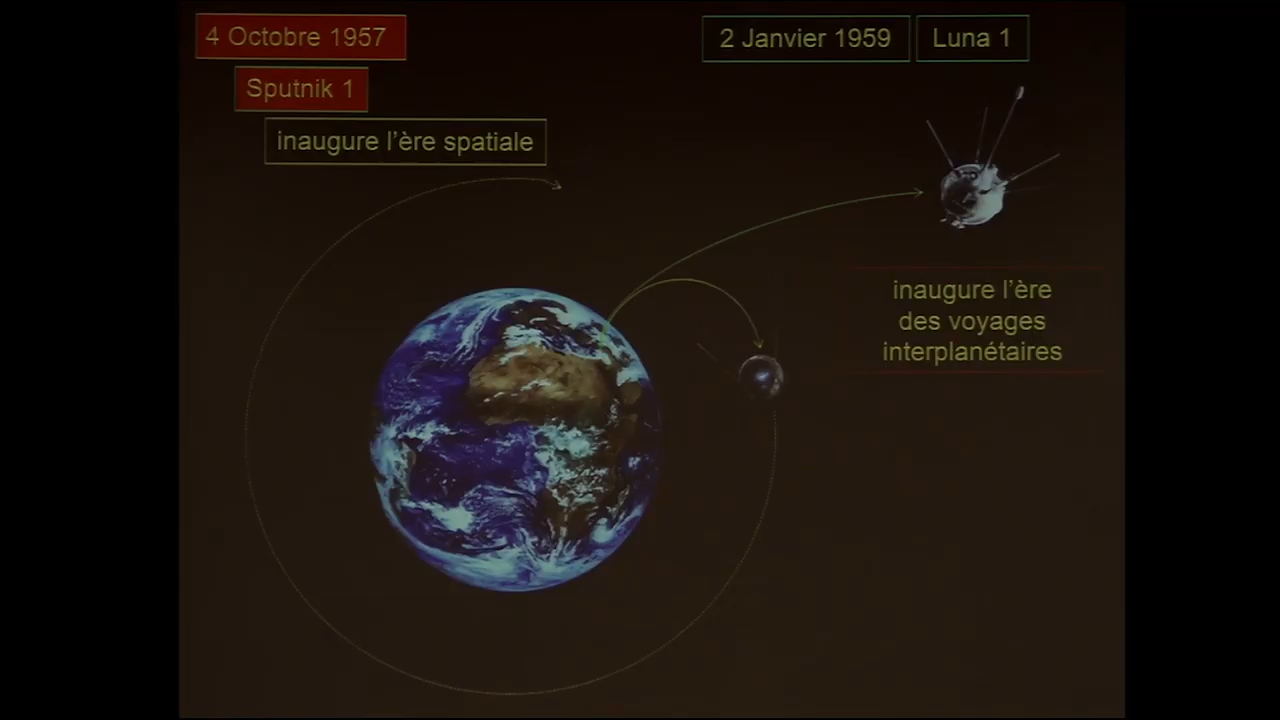 4 Octobre 1957
Sputnik 1
inaugure l'ère spatiale
2 Janvier 1959
Luna 1
inaugure l'ère
des voyages
interplanétaires